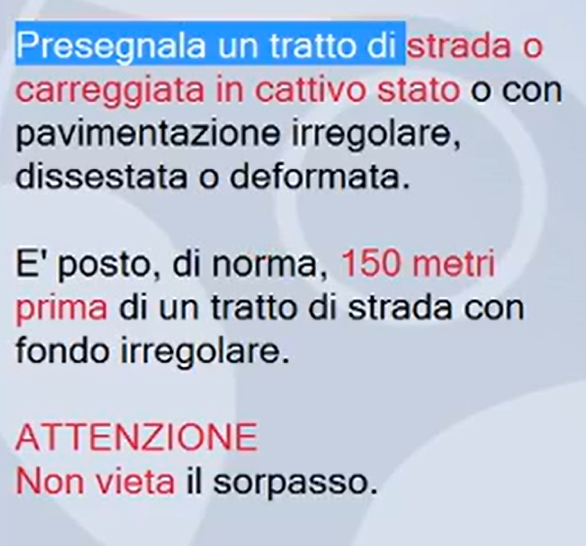 Presegnala un tratto di strada o
carreggiata in cattivo stato o con
pavimentazione irregolare,
dissestata o deformata.
E' posto, di norma, 150 metri
prima di un tratto di strada con
fondo irregolare.
ATTENZIONE
Non vieta il sorpasso.